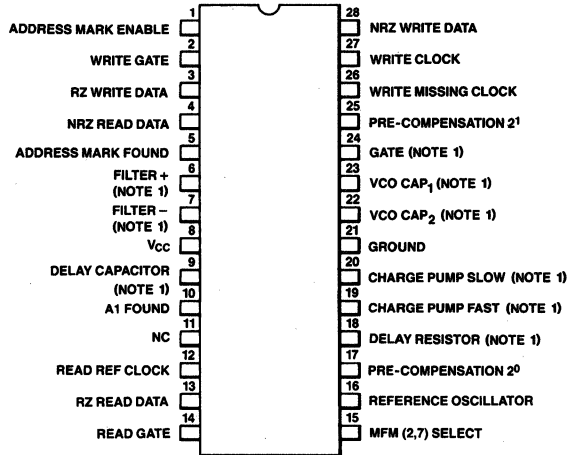 1 28
ADDRESS MARK ENABLE NRZ WRITE DATA
2 27
WRITE GATE WRITE CLOCK
3 26
RZ WRITE DATA WRITE MISSING CLOCK
4 25
NRZ READ DATA PRE-COMPENSATION 2¹
5 24
ADDRESS MARK FOUND GATE (NOTE 1)
6 23
FILTER + (NOTE 1) VCO CAP₁ (NOTE 1)
7 22
FILTER – (NOTE 1) VCO CAP₂ (NOTE 1)
8 21
VCC GROUND
9 20
DELAY CAPACITOR (NOTE 1) CHARGE PUMP SLOW (NOTE 1)
10 19
A1 FOUND CHARGE PUMP FAST (NOTE 1)
11 18
NC DELAY RESISTOR (NOTE 1)
12 17
READ REF CLOCK PRE-COMPENSATION 2⁰
13 16
RZ READ DATA REFERENCE OSCILLATOR
14 15
READ GATE MFM (2,7) SELECT